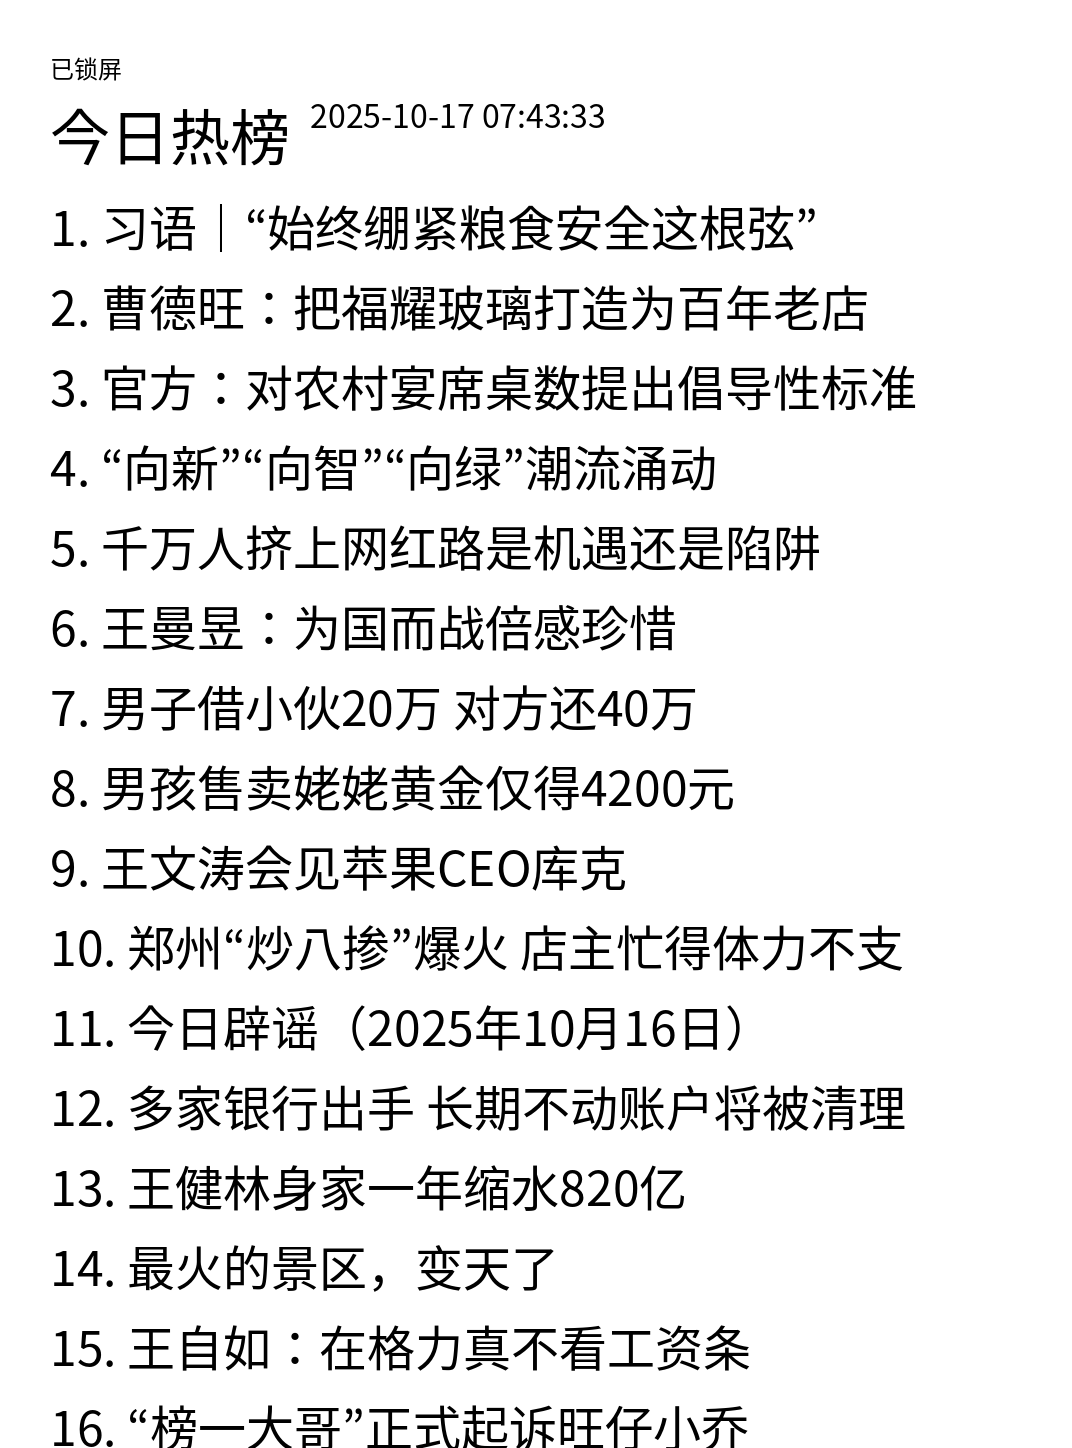 已锁屏
今日热榜 2025-10-17 07:43:33
1. 习语｜“始终绷紧粮食安全这根弦”
2. 曹德旺：把福耀玻璃打造为百年老店
3. 官方：对农村宴席桌数提出倡导性标准
4. “向新”“向智”“向绿”潮流涌动
5. 千万人挤上网红路是机遇还是陷阱
6. 王曼昱：为国而战倍感珍惜
7. 男子借小伙20万 对方还40万
8. 男孩售卖姥姥黄金仅得4200元
9. 王文涛会见苹果CEO库克
10. 郑州“炒八掺”爆火 店主忙得体力不支
11. 今日辟谣（2025年10月16日）
12. 多家银行出手 长期不动账户将被清理
13. 王健林身家一年缩水820亿
14. 最火的景区，变天了
15. 王自如：在格力真不看工资条
16. “榜一大哥”正式起诉旺仔小乔